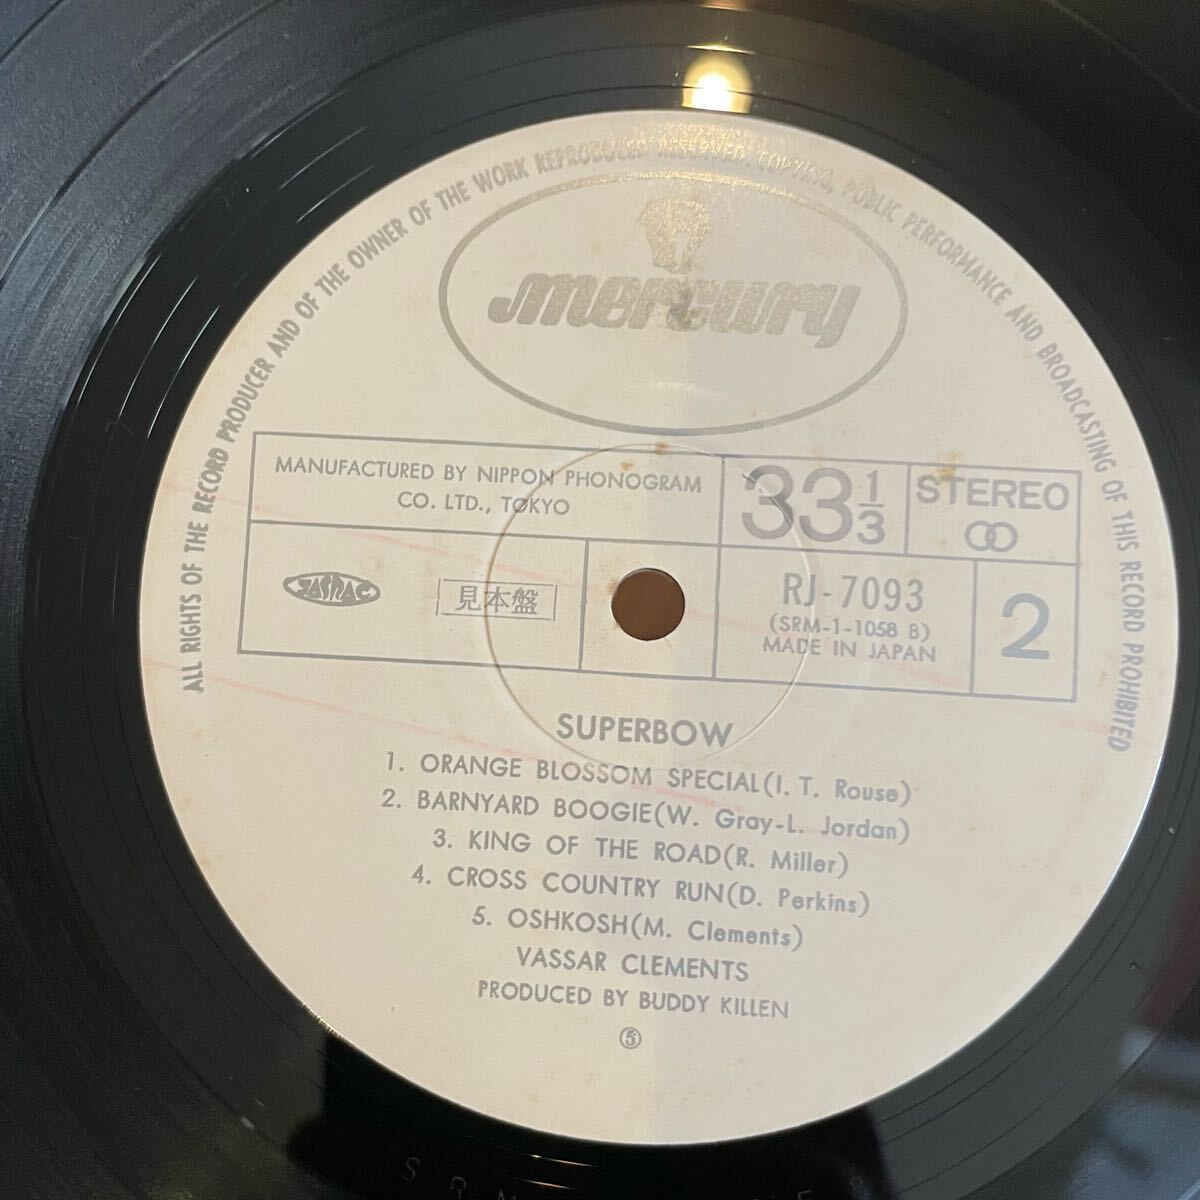 ALL RIGHTS OF THE RECORD PRODUCER AND OF THE OWNER OF THE WORK REPRODUCED RESERVED. COPYING, PUBLIC PERFORMANCE AND BROADCASTING OF THIS RECORD PROHIBITED
mercury
MANUFACTURED BY NIPPON PHONOGRAM
CO. LTD., TOKYO
33 1/3
STEREO
JASRAC
見本盤
RJ-7093
(SRM-1-1058 B)
MADE IN JAPAN
2
SUPERBOW
1. ORANGE BLOSSOM SPECIAL(I. T. Rouse)
2. BARNYARD BOOGIE(W. Gray-L. Jordan)
3. KING OF THE ROAD(R. Miller)
4. CROSS COUNTRY RUN(D. Perkins)
5. OSHKOSH(M. Clements)
VASSAR CLEMENTS
PRODUCED BY BUDDY KILLEN
⑤
S R M